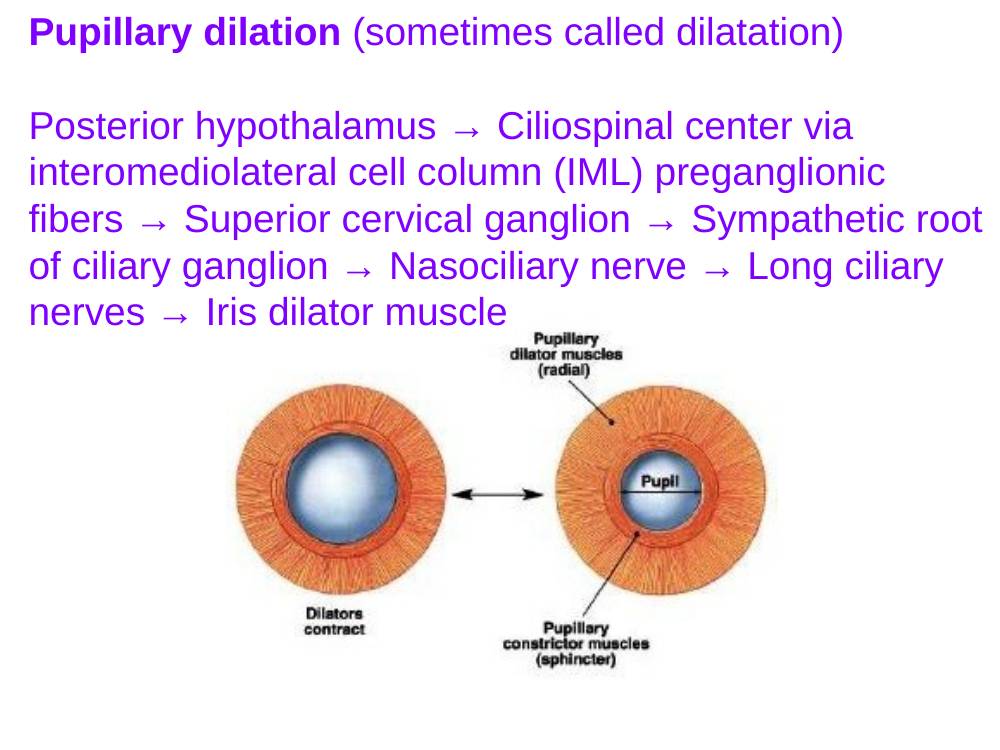 Pupillary dilation (sometimes called dilatation)
Posterior hypothalamus → Ciliospinal center via
interomediolateral cell column (IML) preganglionic
fibers → Superior cervical ganglion → Sympathetic root
of ciliary ganglion → Nasociliary nerve → Long ciliary
nerves → Iris dilator muscle
Pupillary
dilator muscles
(radial)
Pupil
Dilators
contract
Pupillary
constrictor muscles
(sphincter)